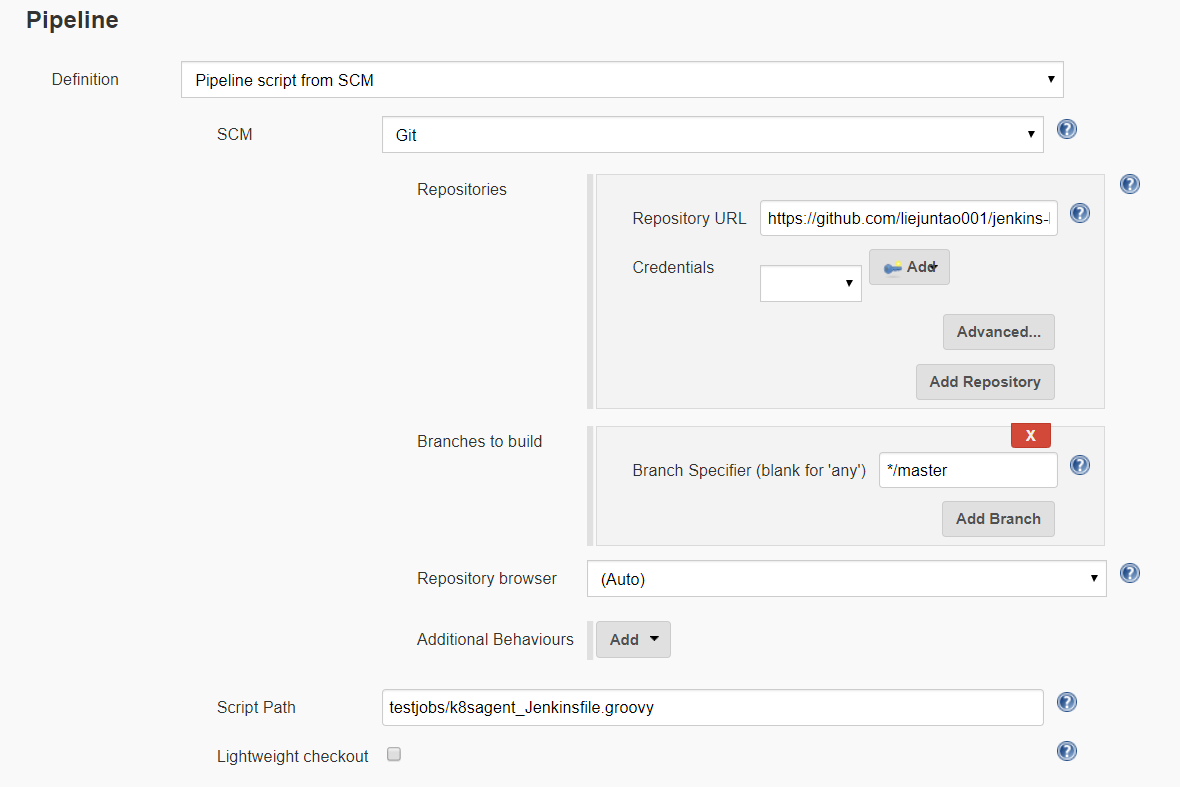 Pipeline
Definition
Pipeline script from SCM
SCM
Git
Repositories
Repository URL
https://github.com/liejuntao001/jenkins-
Credentials
Add
Advanced...
Add Repository
Branches to build
X
Branch Specifier (blank for 'any')
*/master
Add Branch
Repository browser
(Auto)
Additional Behaviours
Add
Script Path
testjobs/k8sagent_Jenkinsfile.groovy
Lightweight checkout